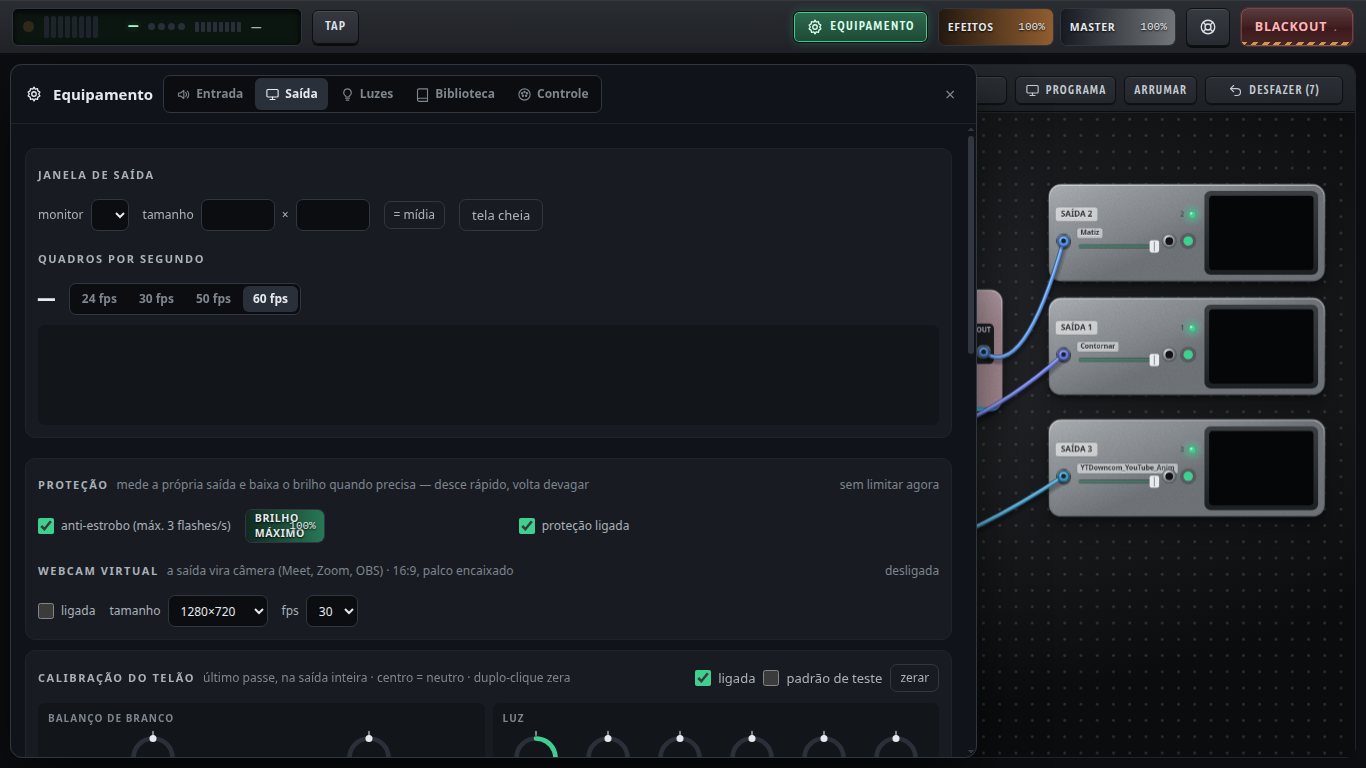 TAP
EQUIPAMENTO
EFEITOS 100%
MASTER 100%
BLACKOUT
Equipamento
Entrada
Saída
Luzes
Biblioteca
Controle
×
PROGRAMA
ARRUMAR
DESFAZER (7)
JANELA DE SAÍDA
monitor
tamanho
×
= mídia
tela cheia
QUADROS POR SEGUNDO
—
24 fps
30 fps
50 fps
60 fps
PROTEÇÃO mede a própria saída e baixa o brilho quando precisa — desce rápido, volta devagar
sem limitar agora
anti-estrobo (máx. 3 flashes/s)
BRILHO MÁXIMO 100%
proteção ligada
WEBCAM VIRTUAL a saída vira câmera (Meet, Zoom, OBS) · 16:9, palco encaixado
desligada
ligada
tamanho
1280×720
fps
30
CALIBRAÇÃO DO TELÃO último passe, na saída inteira · centro = neutro · duplo-clique zera
ligada
padrão de teste
zerar
BALANÇO DE BRANCO
LUZ
SAÍDA 2
2
Matiz
OUT
SAÍDA 1
1
Contornar
SAÍDA 3
3
YTDowncom_YouTube_Anim